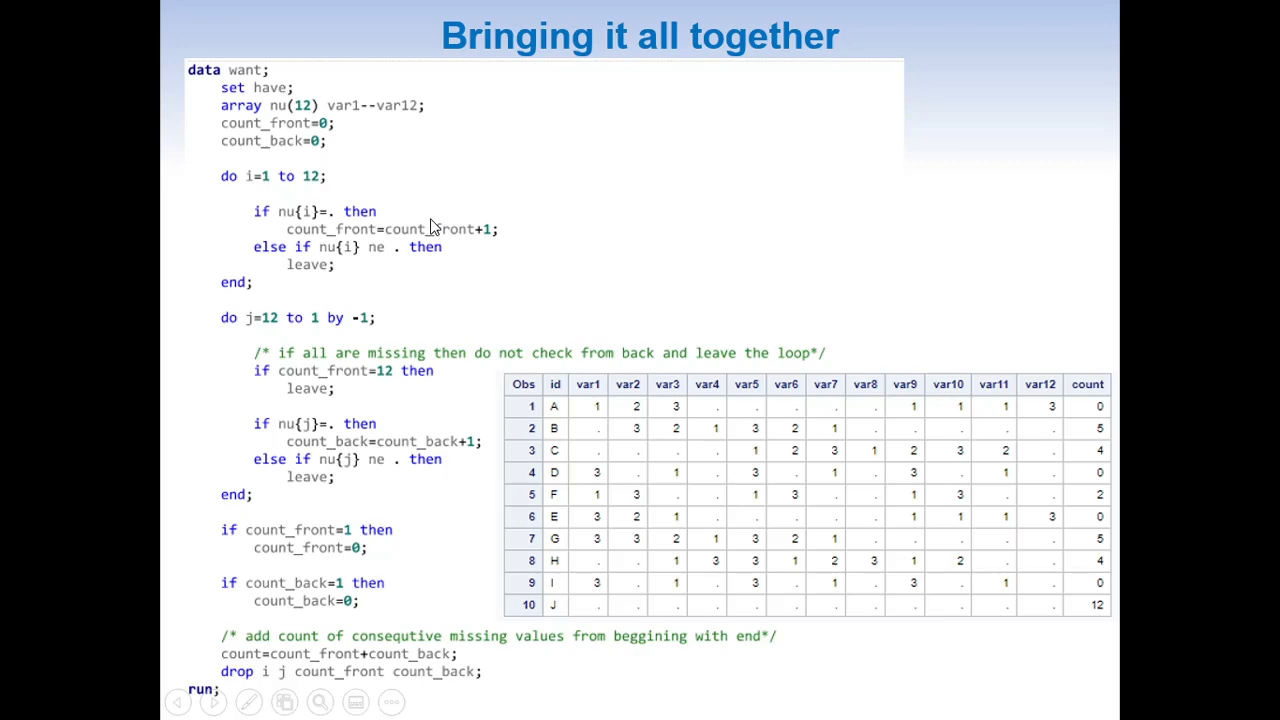 Bringing it all together
data want;
set have;
array nu(12) var1--var12;
count_front=0;
count_back=0;
do i=1 to 12;
if nu{i}=. then
count_front=count_front+1;
else if nu{i} ne . then
leave;
end;
do j=12 to 1 by -1;
/* if all are missing then do not check from back and leave the loop*/
if count_front=12 then
leave;
if nu{j}=. then
count_back=count_back+1;
else if nu{j} ne . then
leave;
end;
if count_front=1 then
count_front=0;
if count_back=1 then
count_back=0;
/* add count of consequtive missing values from beggining with end*/
count=count_front+count_back;
drop i j count_front count_back;
run;
Obs id var1 var2 var3 var4 var5 var6 var7 var8 var9 var10 var11 var12 count
1 A 1 2 3 . . . . . 1 1 1 3 0
2 B . 3 2 1 3 2 1 . . . . . 5
3 C . . . . 1 2 3 1 2 3 2 . 4
4 D 3 . 1 . 3 . 1 . 3 . 1 . 0
5 F 1 3 . . 1 3 . . 1 3 . . 2
6 E 3 2 1 . . . . . 1 1 1 3 0
7 G 3 3 2 1 3 2 1 . . . . . 5
8 H . . 1 3 3 1 2 3 1 2 . . 4
9 I 3 . 1 . 3 . 1 . 3 . 1 . 0
10 J . . . . . . . . . . . . 12